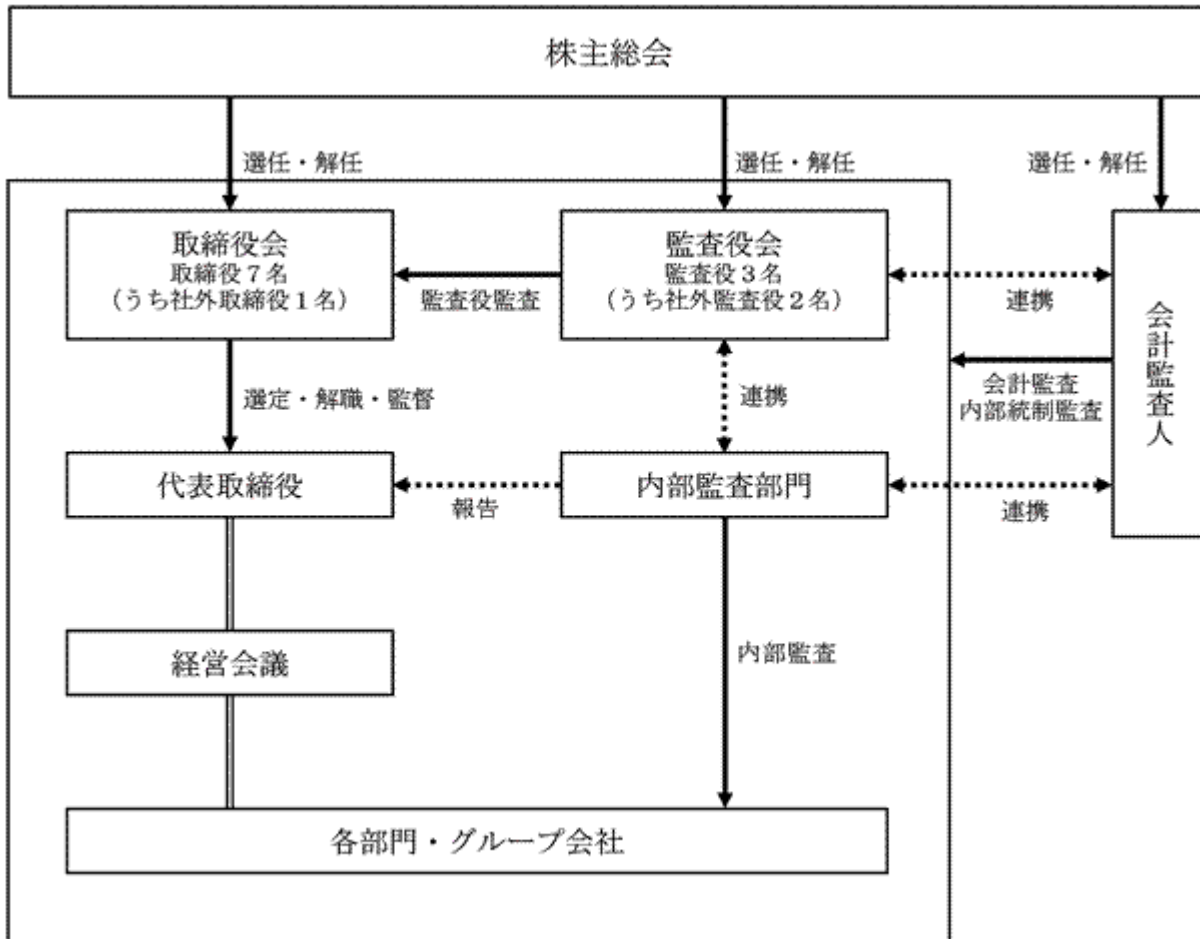 株主総会
選任・解任
選任・解任
選任・解任
取締役会
取締役7名
(うち社外取締役1名)
監査役監査
監査役会
監査役3名
(うち社外監査役2名)
連携
会計監査人
会計監査
内部統制監査
選定・解職・監督
連携
代表取締役
報告
内部監査部門
連携
経営会議
内部監査
各部門・グループ会社